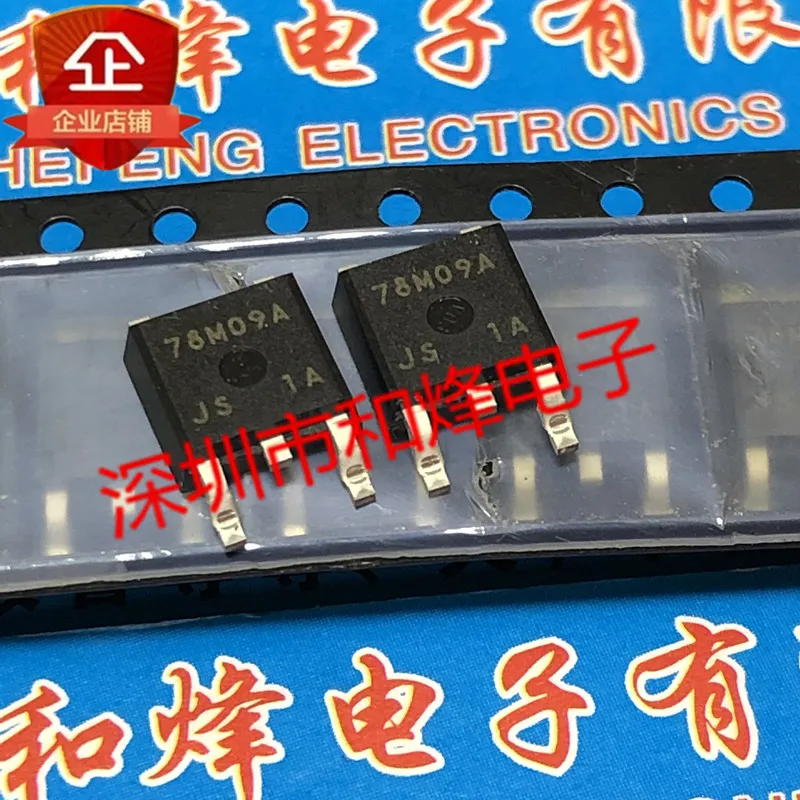 企
企业店铺
和烽电子有限
HEFENG ELECTRONICS
78M09A
JS 1A
78M09A
JS 1A
深圳市和烽电子
和烽电子有